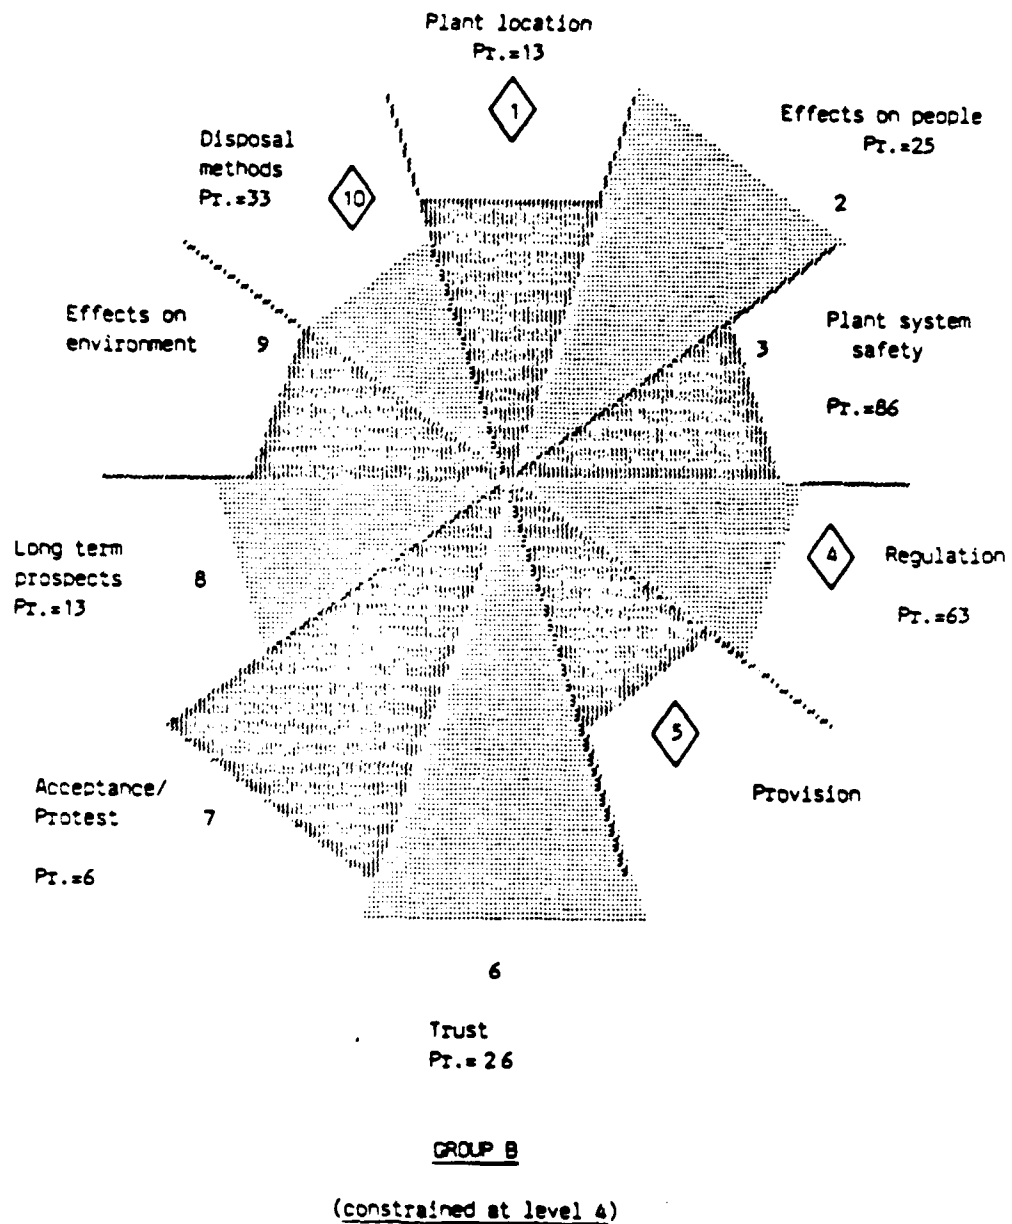 Plant location
Pr.=13
1
Effects on people
Pr.=25
2
Disposal
methods
Pr.=33
10
Effects on
environment 9
3
Plant system
safety
Pr.=86
Long term
prospects 8
Pr.=13
4
Regulation
Pr.=63
5
Provision
Acceptance/
Protest 7
Pr.=6
6
Trust
Pr.=26
GROUP B
(constrained at level 4)